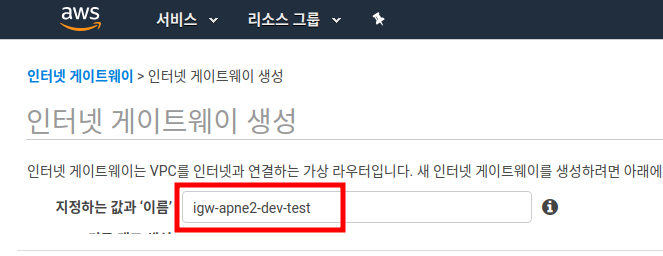 aws 서비스 리소스 그룹
인터넷 게이트웨이 > 인터넷 게이트웨이 생성
인터넷 게이트웨이 생성
인터넷 게이트웨이는 VPC를 인터넷과 연결하는 가상 라우터입니다. 새 인터넷 게이트웨이를 생성하려면 아래에
지정하는 값과 ‘이름’ igw-apne2-dev-test